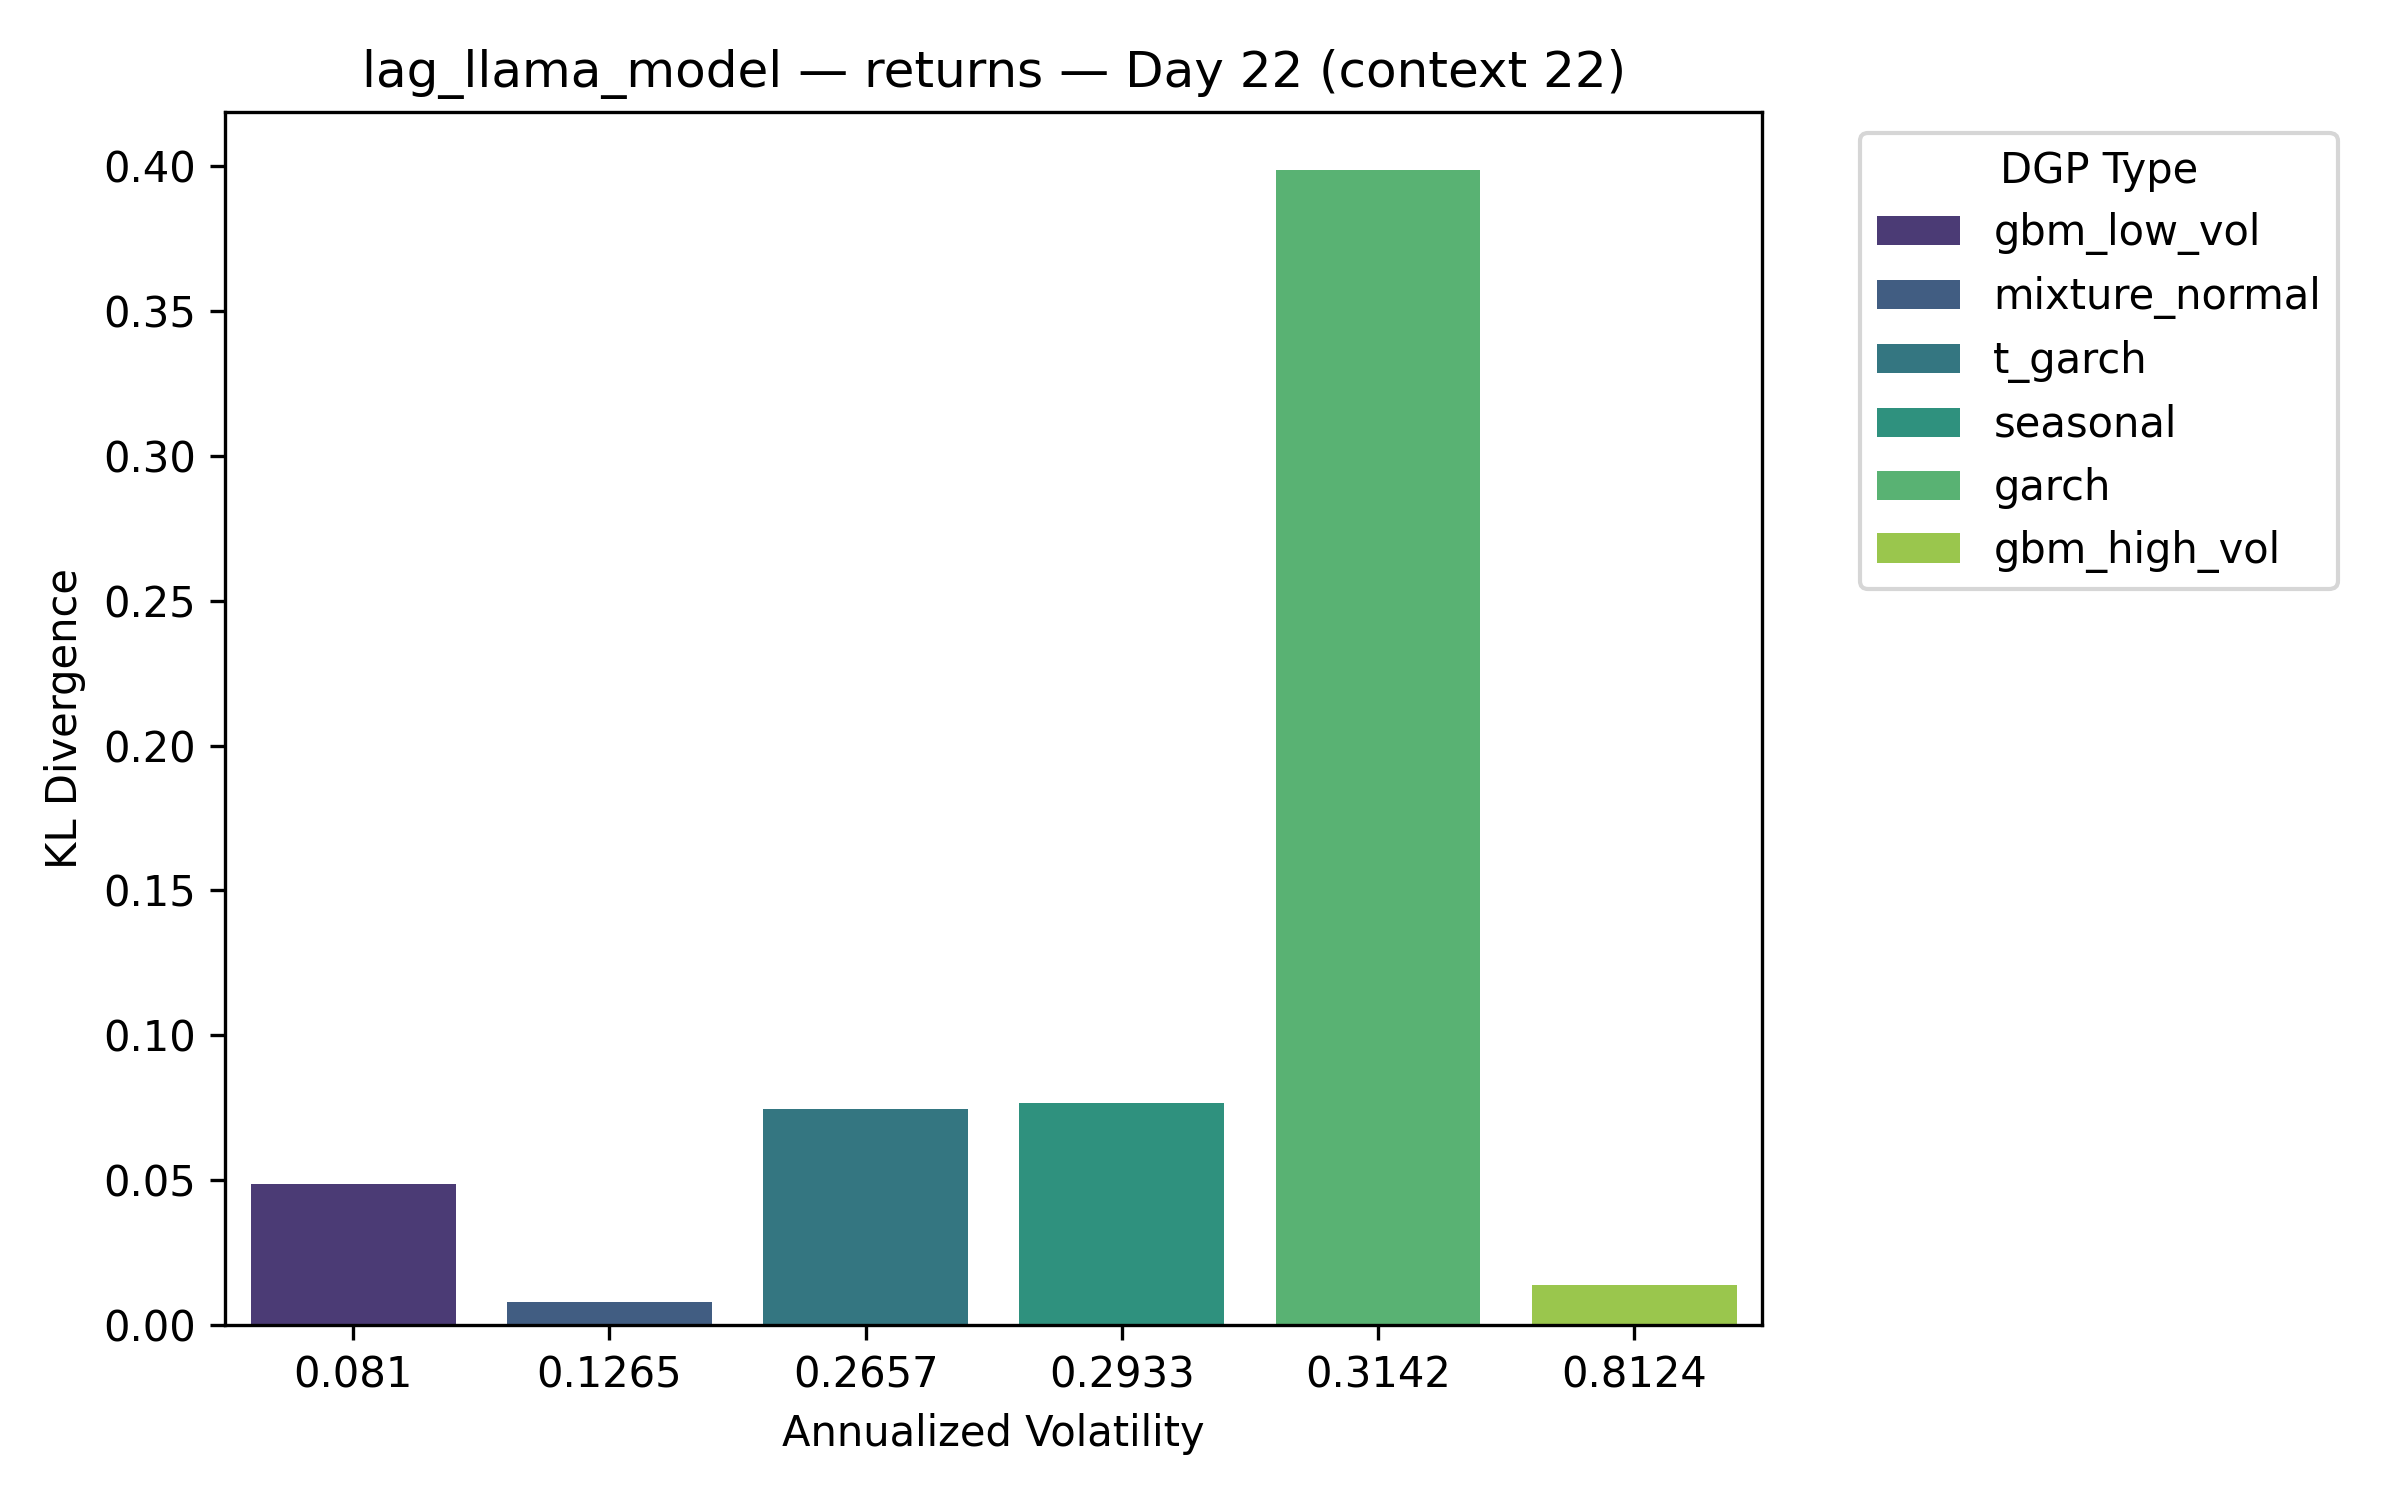 lag_llama_model — returns — Day 22 (context 22)
KL Divergence
0.40
0.35
0.30
0.25
0.20
0.15
0.10
0.05
0.00
0.081
0.1265
0.2657
0.2933
0.3142
0.8124
Annualized Volatility
DGP Type
gbm_low_vol
mixture_normal
t_garch
seasonal
garch
gbm_high_vol